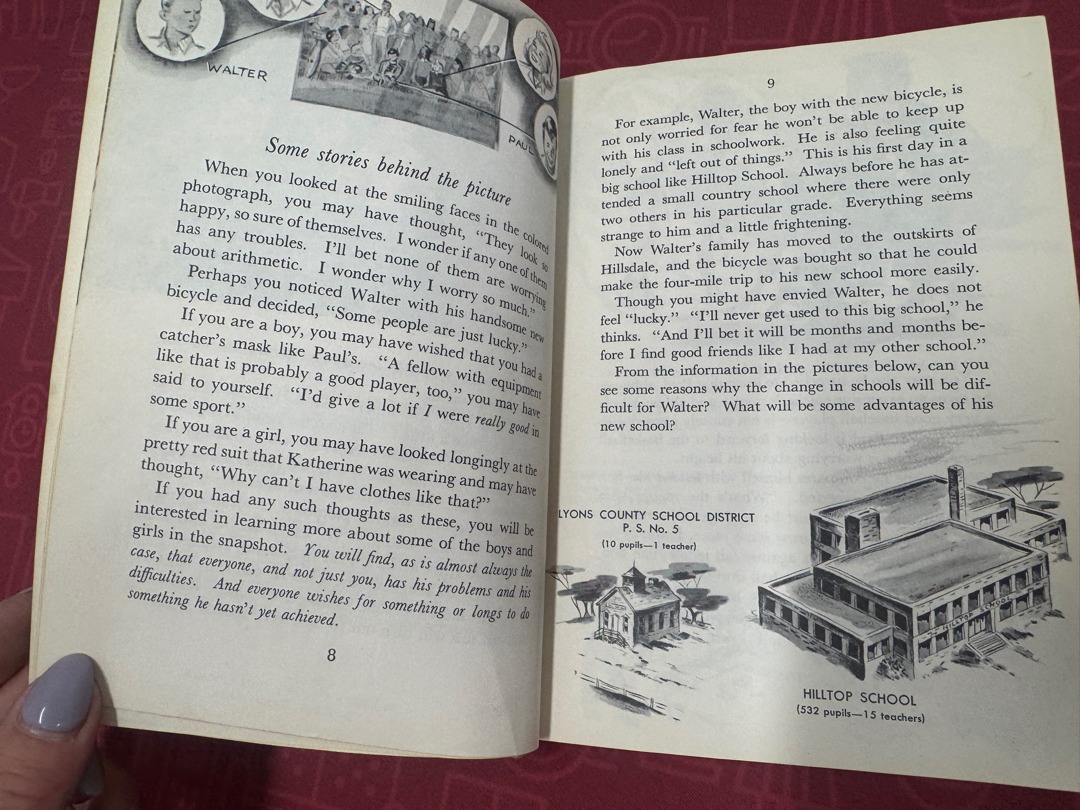 WALTER
PAUL
Some stories behind the picture
When you looked at the smiling faces in the colored
photograph, you may have thought, “They look so
happy, so sure of themselves. I wonder if any one of them
has any troubles. I’ll bet none of them are worrying
about arithmetic. I wonder why I worry so much.”
Perhaps you noticed Walter with his handsome new
bicycle and decided, “Some people are just lucky.”
If you are a boy, you may have wished that you had a
catcher’s mask like Paul’s. “A fellow with equipment
like that is probably a good player, too,” you may have
said to yourself. “I’d give a lot if I were really good in
some sport.”
If you are a girl, you may have looked longingly at the
pretty red suit that Katherine was wearing and may have
thought, “Why can’t I have clothes like that?”
If you had any such thoughts as these, you will be
interested in learning more about some of the boys and
girls in the snapshot. You will find, as is almost always the
case, that everyone, and not just you, has his problems and his
difficulties. And everyone wishes for something or longs to do
something he hasn’t yet achieved.
8
9
For example, Walter, the boy with the new bicycle, is
not only worried for fear he won’t be able to keep up
with his class in schoolwork. He is also feeling quite
lonely and “left out of things.” This is his first day in a
big school like Hilltop School. Always before he has at-
tended a small country school where there were only
two others in his particular grade. Everything seems
strange to him and a little frightening.
Now Walter’s family has moved to the outskirts of
Hillsdale, and the bicycle was bought so that he could
make the four-mile trip to his new school more easily.
Though you might have envied Walter, he does not
feel “lucky.” “I’ll never get used to this big school,” he
thinks. “And I’ll bet it will be months and months be-
fore I find good friends like I had at my other school.”
From the information in the pictures below, can you
see some reasons why the change in schools will be dif-
ficult for Walter? What will be some advantages of his
new school?
LYONS COUNTY SCHOOL DISTRICT
P. S. No. 5
(10 pupils—1 teacher)
HILLTOP SCHOOL
HILLTOP SCHOOL
(532 pupils—15 teachers)